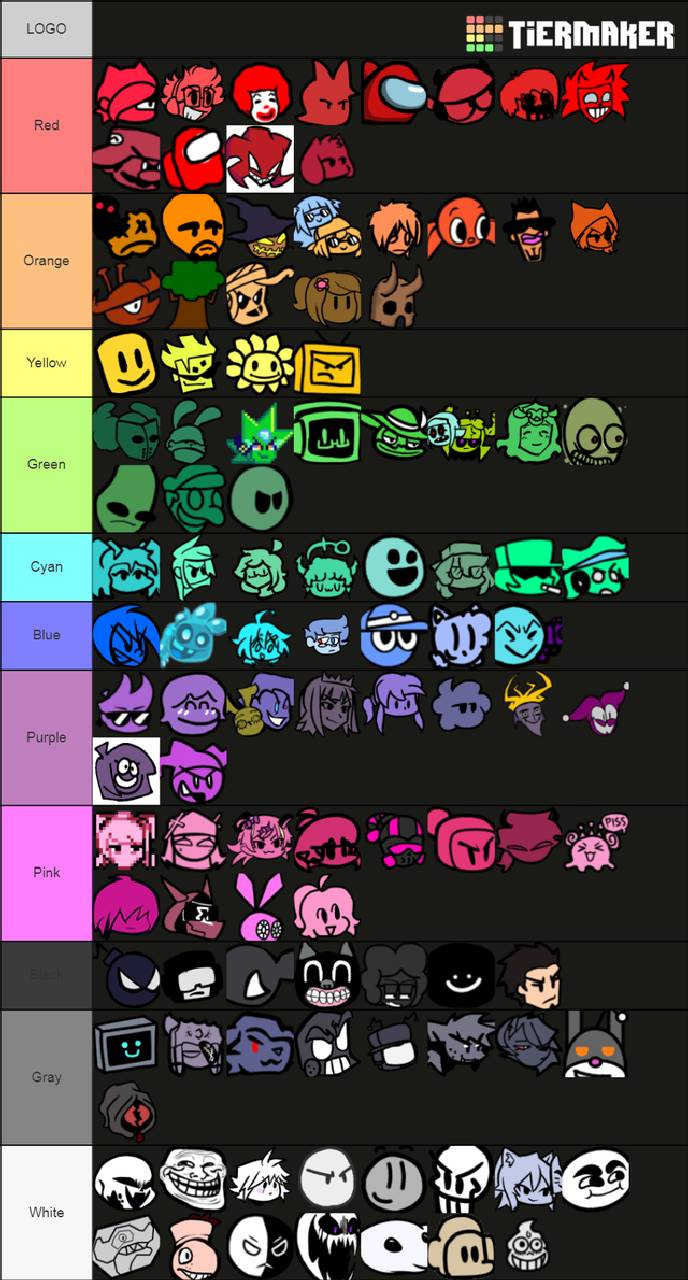 LOGO
TIERMAKER
Red
Orange
Yellow
Green
Cyan
Blue
Purple
Pink
PISS
Black
Gray
White